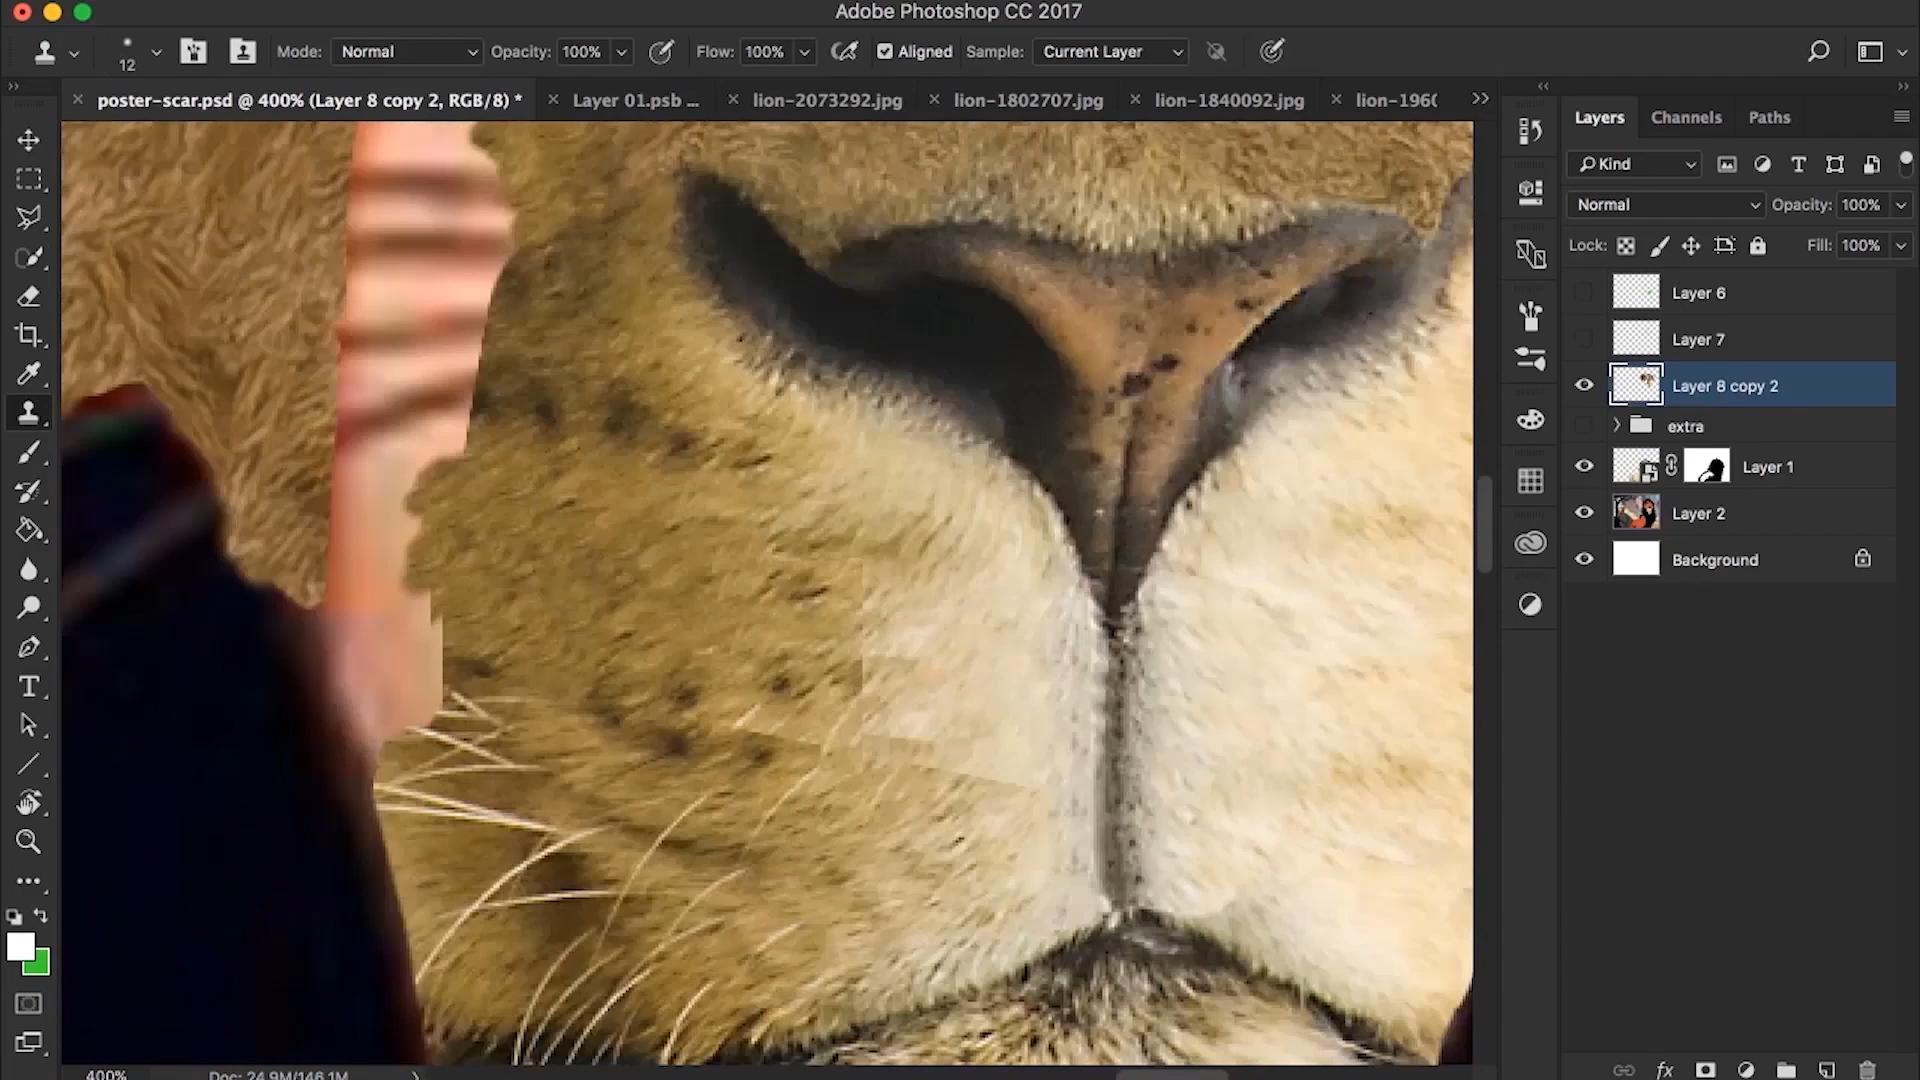 Adobe Photoshop CC 2017
12 Mode: Normal Opacity: 100% Flow: 100% Aligned Sample: Current Layer
poster-scar.psd @ 400% (Layer 8 copy 2, RGB/8) * Layer 01.psb ... lion-2073292.jpg lion-1802707.jpg lion-1840092.jpg lion-196(
Layers Channels Paths
Kind
Normal Opacity: 100%
Lock: Fill: 100%
Layer 6
Layer 7
Layer 8 copy 2
extra
Layer 1
Layer 2
Background
fx
400% Doc: 24.9M/146.1M